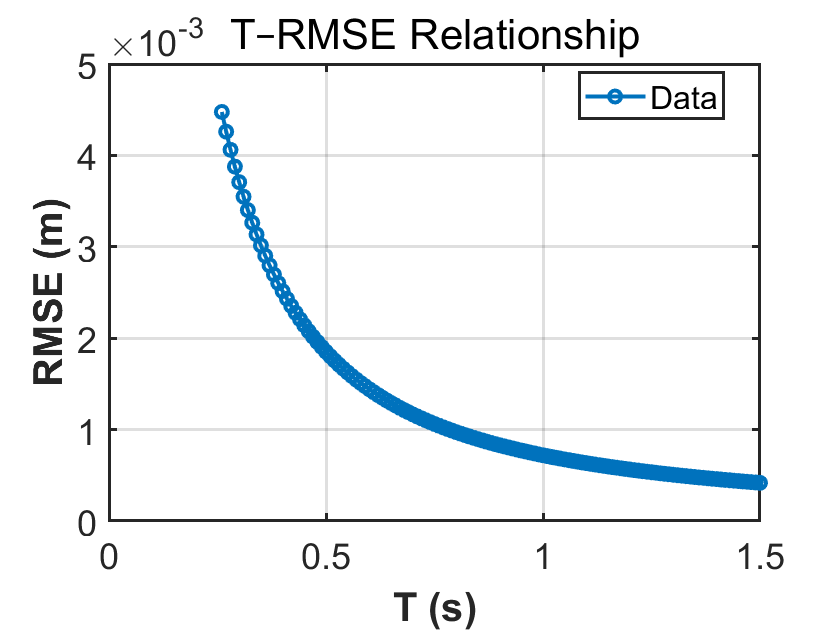 ×10-3 T–RMSE Relationship
5
4
3
2
1
0
RMSE (m)
Data
0 0.5 1 1.5
T (s)